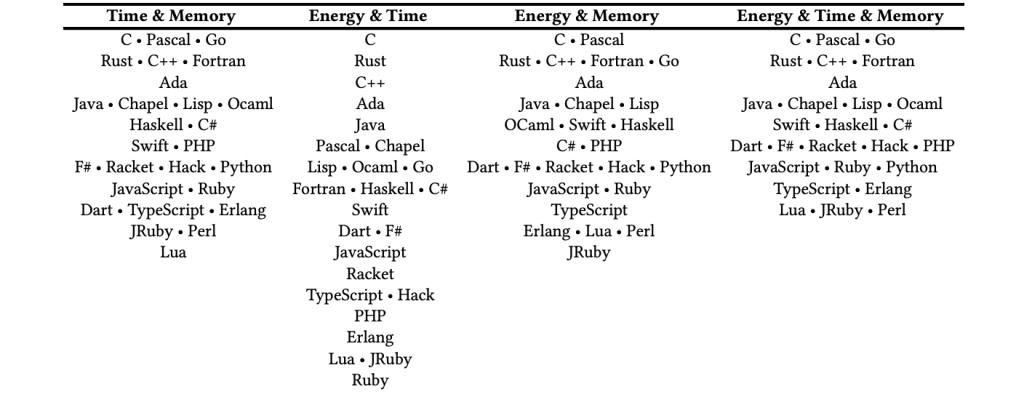 Time & Memory Energy & Time Energy & Memory Energy & Time & Memory
C • Pascal • Go C C • Pascal C • Pascal • Go
Rust • C++ • Fortran Rust Rust • C++ • Fortran • Go Rust • C++ • Fortran
Ada C++ Ada Ada
Java • Chapel • Lisp • Ocaml Ada Java • Chapel • Lisp Java • Chapel • Lisp • Ocaml
Haskell • C# Java OCaml • Swift • Haskell Swift • Haskell • C#
Swift • PHP Pascal • Chapel C# • PHP Dart • F# • Racket • Hack • PHP
F# • Racket • Hack • Python Lisp • Ocaml • Go Dart • F# • Racket • Hack • Python JavaScript • Ruby • Python
JavaScript • Ruby Fortran • Haskell • C# JavaScript • Ruby TypeScript • Erlang
Dart • TypeScript • Erlang Swift TypeScript Lua • JRuby • Perl
JRuby • Perl Dart • F# Erlang • Lua • Perl
Lua JavaScript JRuby
Racket
TypeScript • Hack
PHP
Erlang
Lua • JRuby
Ruby